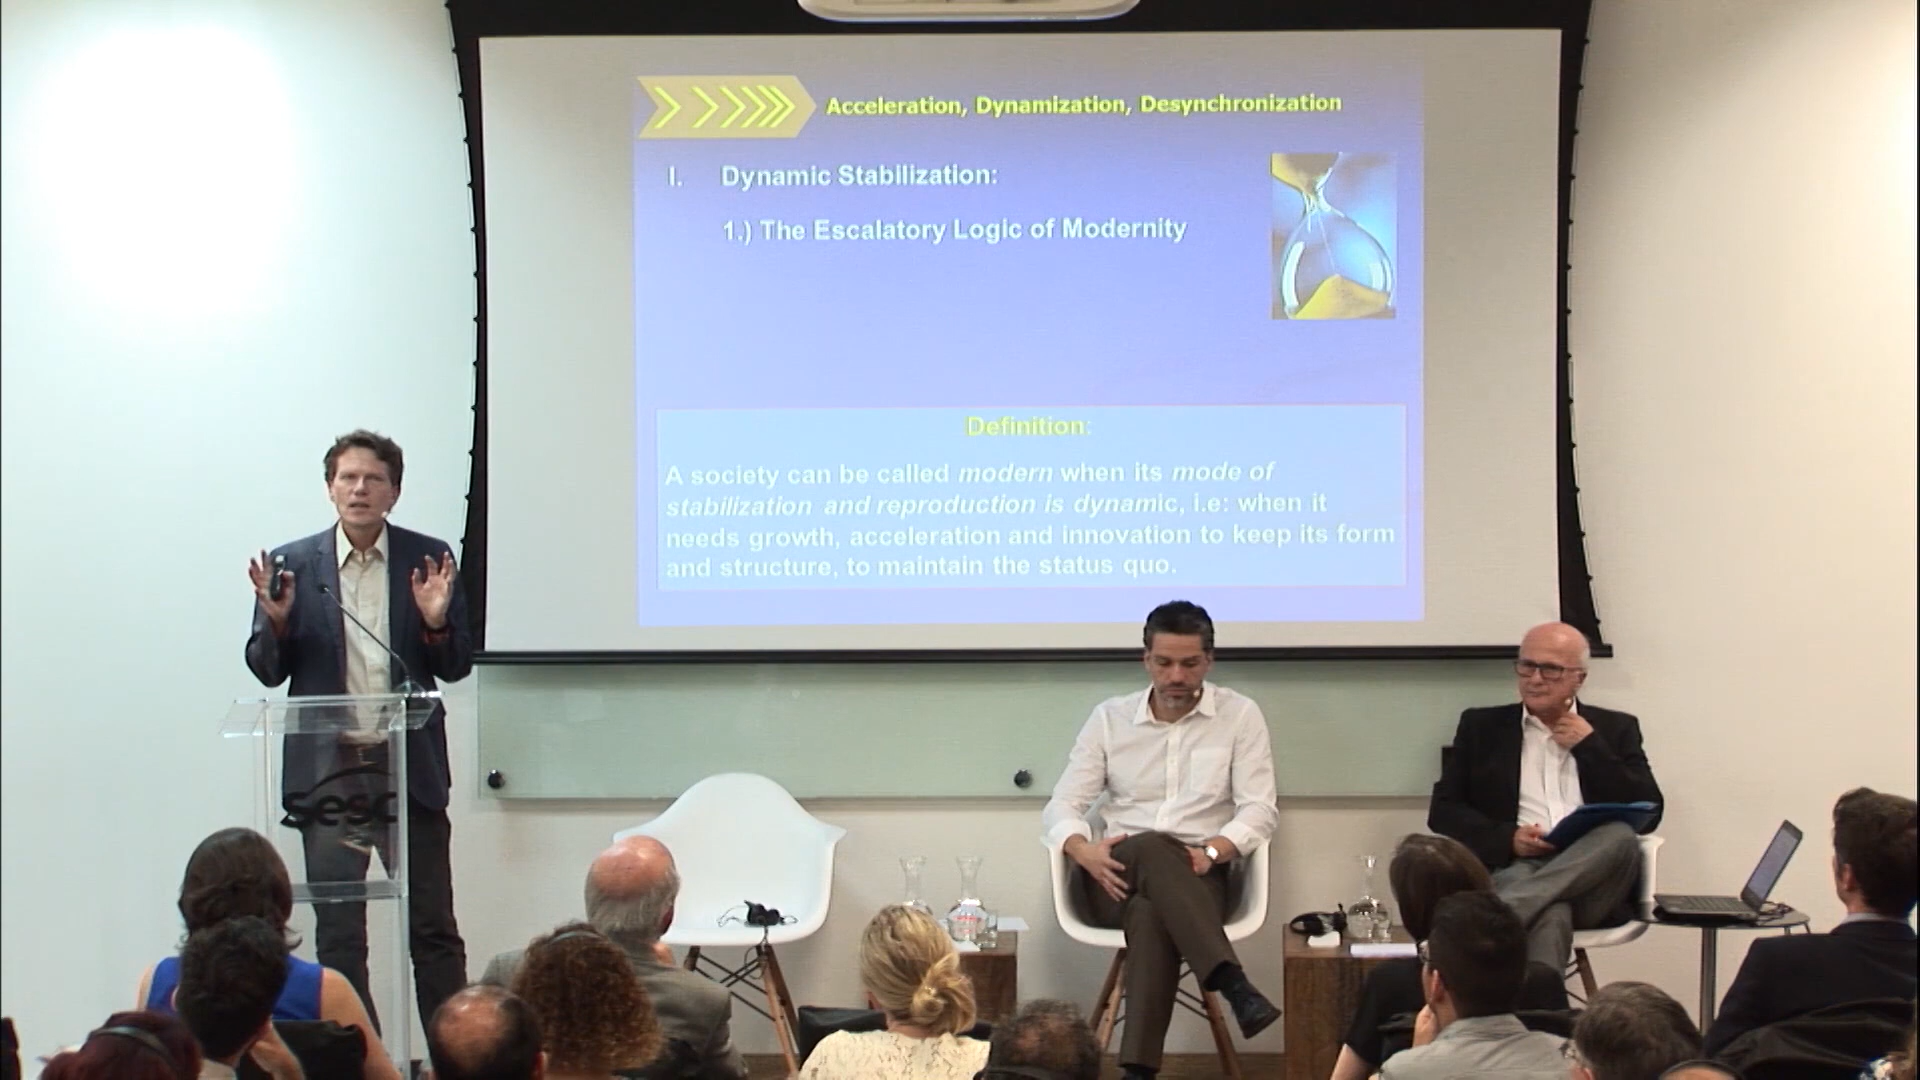 Acceleration, Dynamization, Desynchronization
I. Dynamic Stabilization:
1.) The Escalatory Logic of Modernity
Definition:
A society can be called modern when its mode of
stabilization and reproduction is dynamic, i.e: when it
needs growth, acceleration and innovation to keep its form
and structure, to maintain the status quo.
sesc